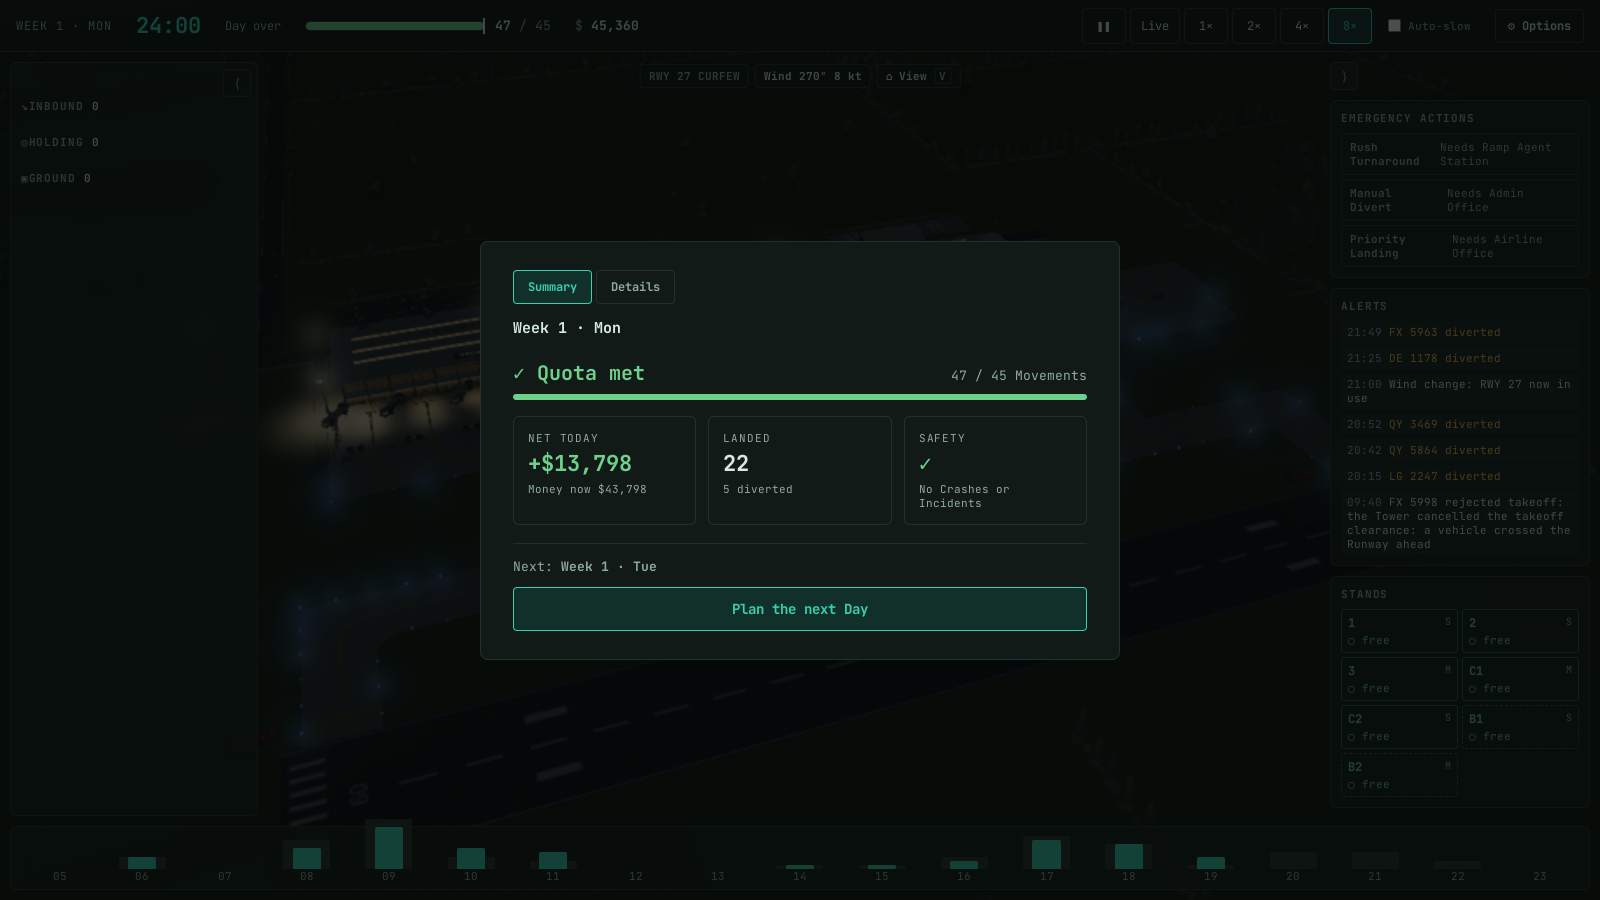 WEEK 1 · MON 24:00 Day over 47 / 45 $ 45,360
Live 1× 2× 4× 8× Auto-slow ⚙ Options
RWY 27 CURFEW Wind 270° 8 kt ⌂ View V
↘INBOUND 0
◎HOLDING 0
▣GROUND 0
Summary Details
Week 1 · Mon
✓ Quota met 47 / 45 Movements
NET TODAY
+$13,798
Money now $43,798
LANDED
22
5 diverted
SAFETY
✓
No Crashes or
Incidents
Next: Week 1 · Tue
Plan the next Day
EMERGENCY ACTIONS
Rush
Turnaround
Needs Ramp Agent
Station
Manual
Divert
Needs Admin
Office
Priority
Landing
Needs Airline
Office
ALERTS
21:49 FX 5963 diverted
21:25 DE 1178 diverted
21:00 Wind change: RWY 27 now in
use
20:52 QY 3469 diverted
20:42 QY 5864 diverted
20:15 LG 2247 diverted
09:40 FX 5998 rejected takeoff:
the Tower cancelled the takeoff
clearance: a vehicle crossed the
Runway ahead
STANDS
1 S
○ free
2 S
○ free
3 M
○ free
C1 M
○ free
C2 S
○ free
B1 S
○ free
B2 M
○ free
05 06 07 08 09 10 11 12 13 14 15 16 17 18 19 20 21 22 23